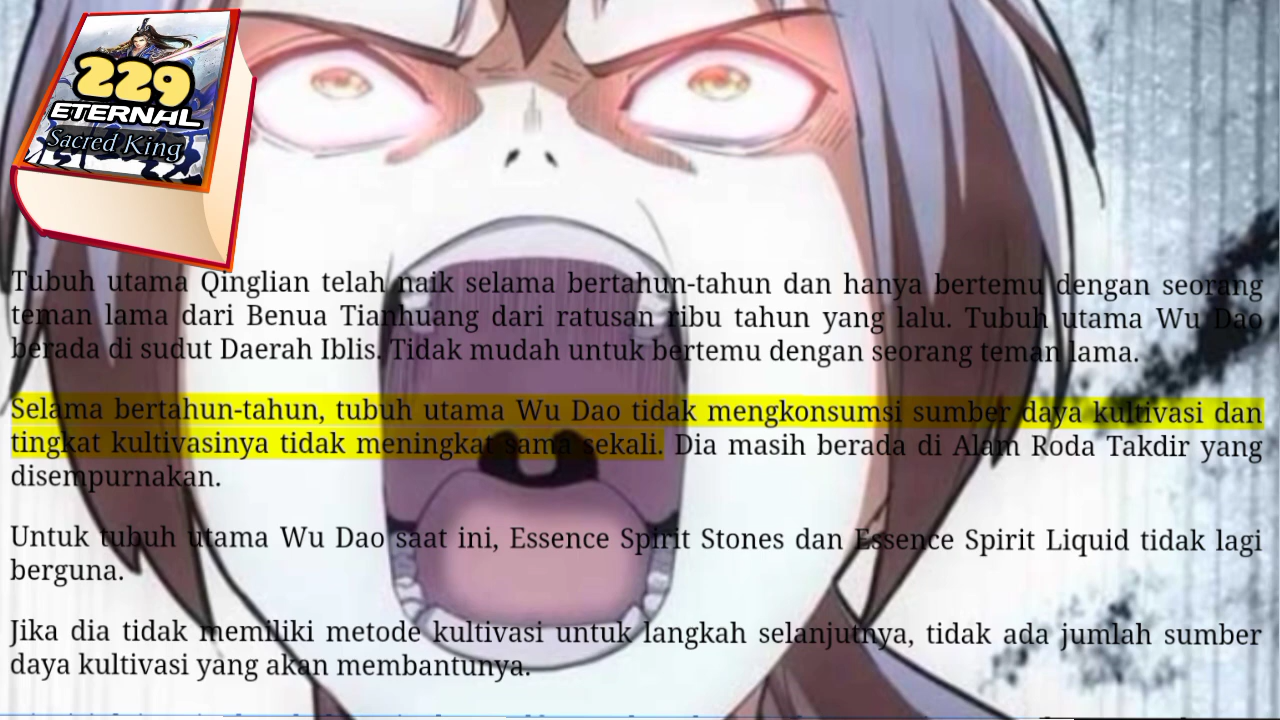 229
ETERNAL
Sacred King
Tubuh utama Qinglian telah naik selama bertahun-tahun dan hanya bertemu dengan seorang
teman lama dari Benua Tianhuang dari ratusan ribu tahun yang lalu. Tubuh utama Wu Dao
berada di sudut Daerah Iblis. Tidak mudah untuk bertemu dengan seorang teman lama.
Selama bertahun-tahun, tubuh utama Wu Dao tidak mengkonsumsi sumber daya kultivasi dan
tingkat kultivasinya tidak meningkat sama sekali. Dia masih berada di Alam Roda Takdir yang
disempurnakan.
Untuk tubuh utama Wu Dao saat ini, Essence Spirit Stones dan Essence Spirit Liquid tidak lagi
berguna.
Jika dia tidak memiliki metode kultivasi untuk langkah selanjutnya, tidak ada jumlah sumber
daya kultivasi yang akan membantunya.